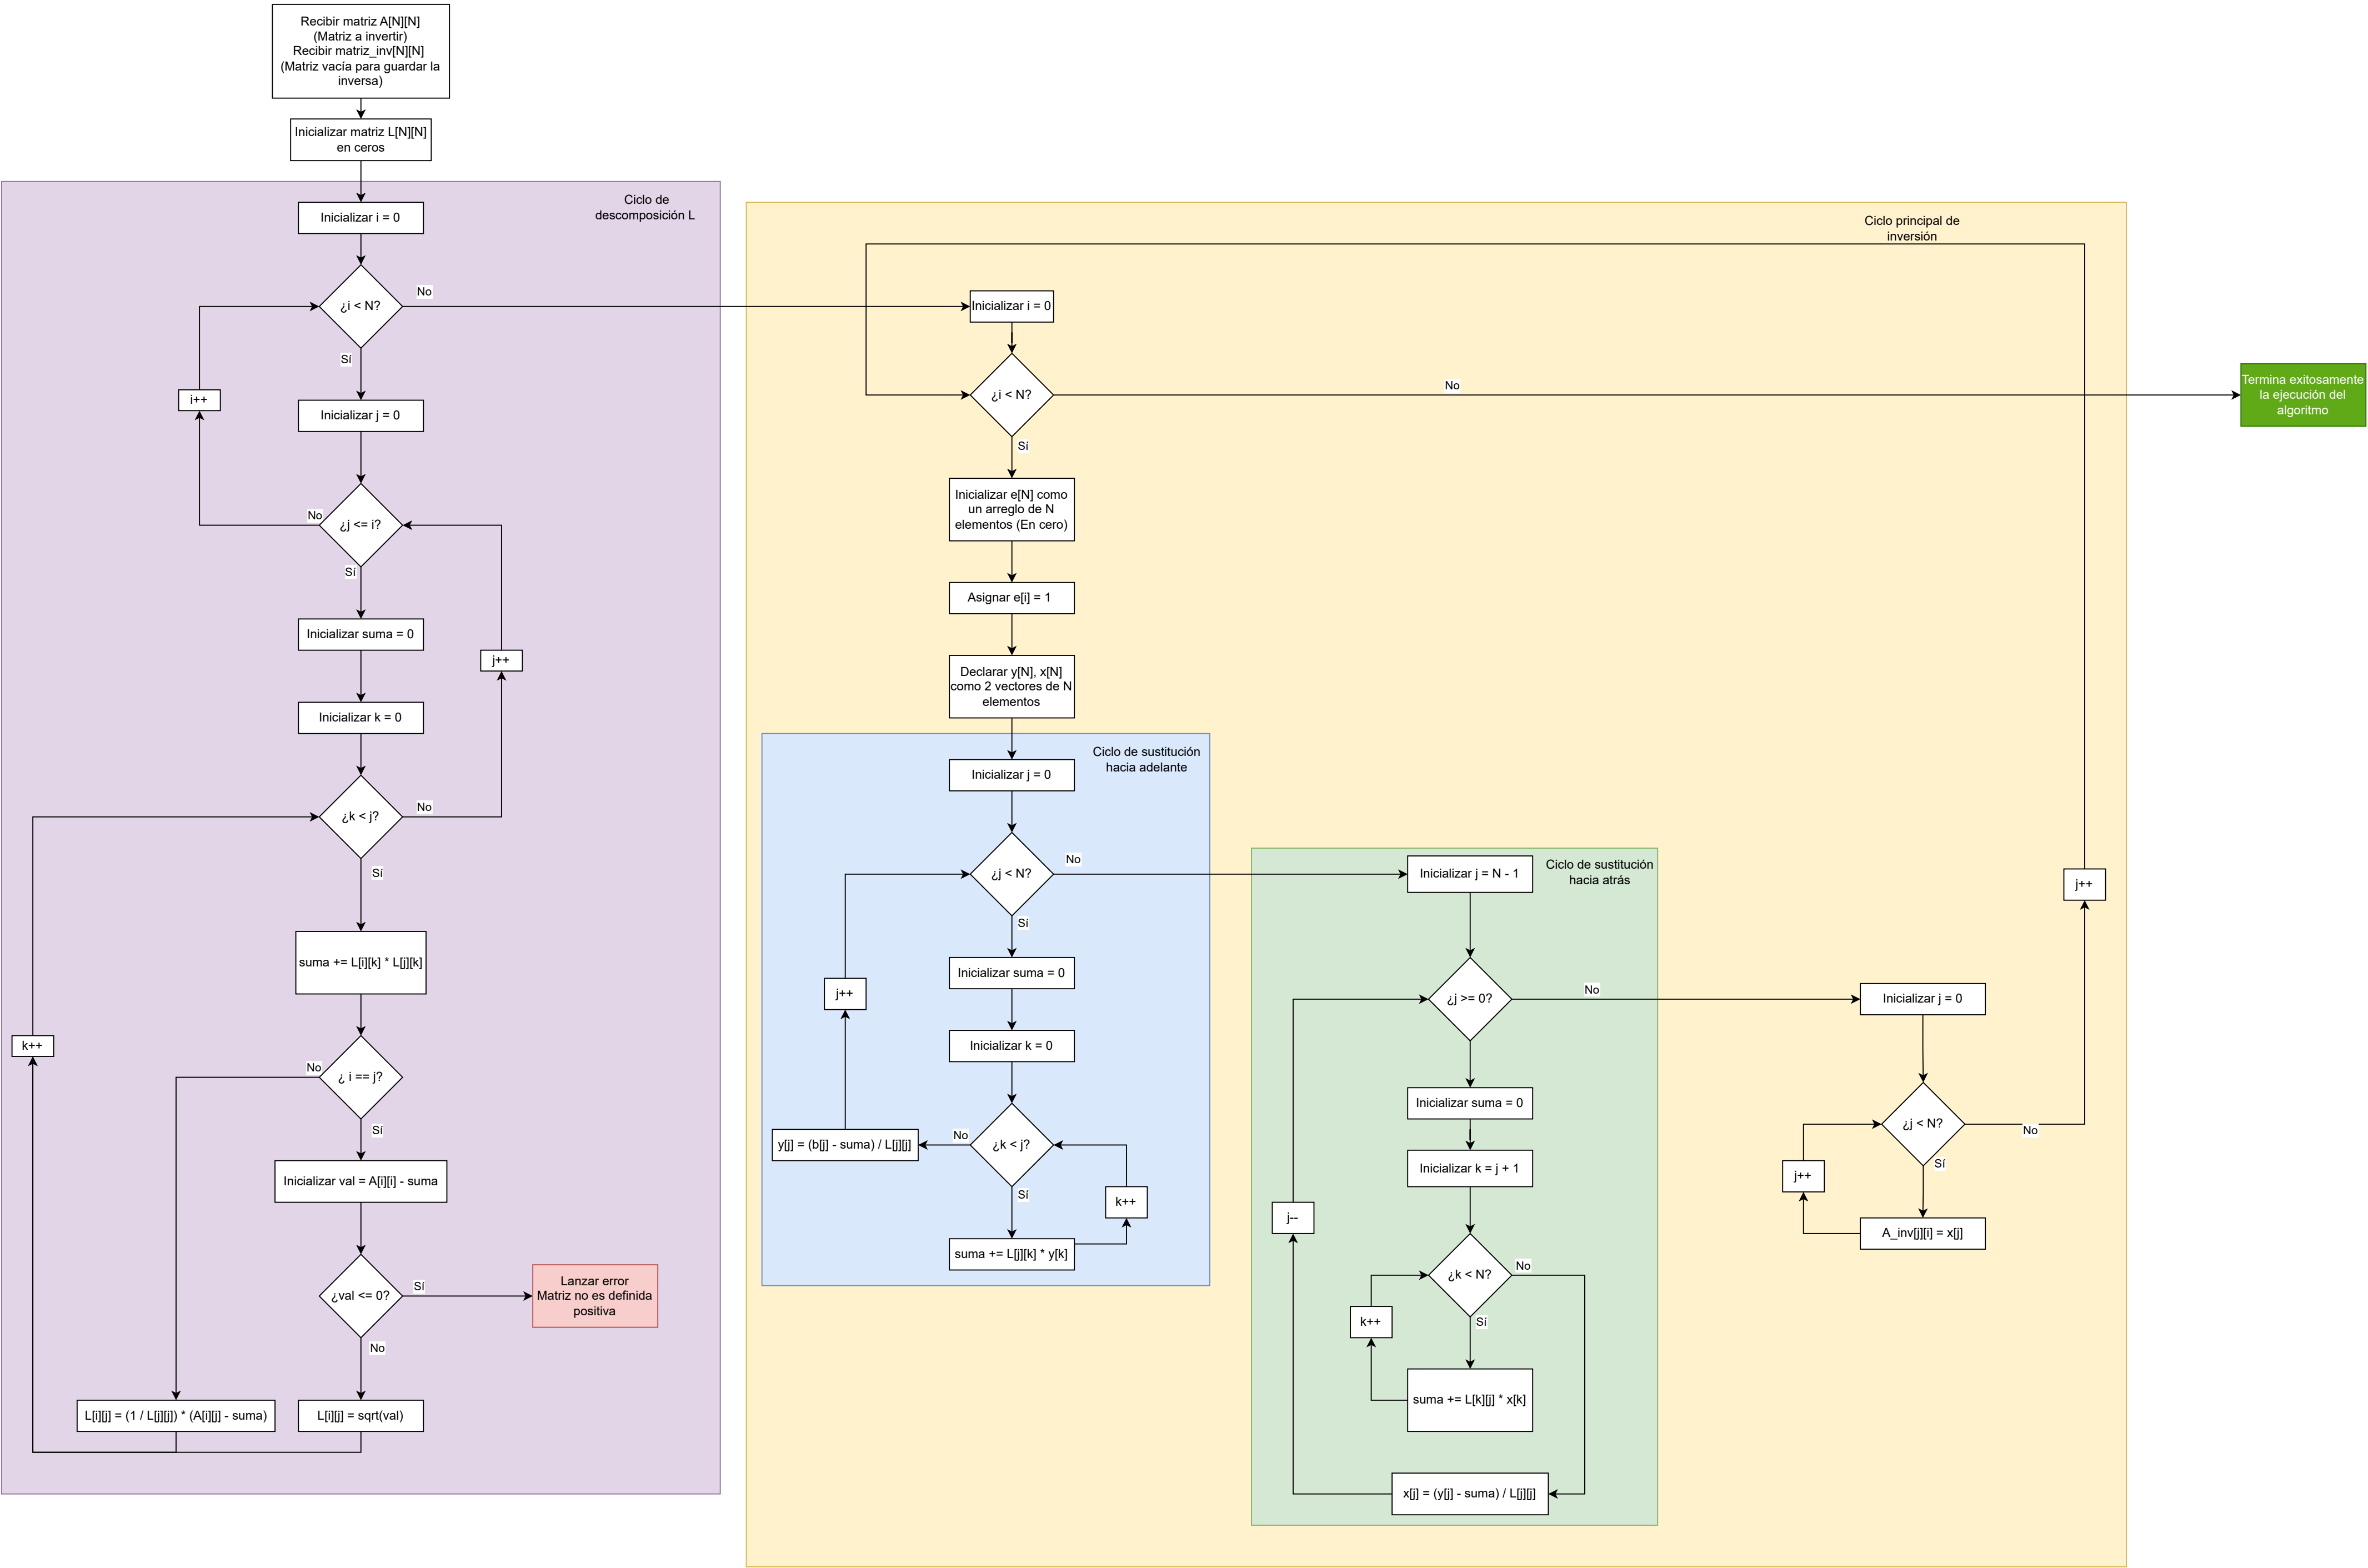 Recibir matriz A[N][N]
(Matriz a invertir)
Recibir matriz_inv[N][N]
(Matriz vacía para guardar la
inversa)
Inicializar matriz L[N][N]
en ceros
Ciclo de
descomposición L
Inicializar i = 0
¿i < N?
No
Sí
i++
Inicializar j = 0
¿j <= i?
No
Sí
Inicializar suma = 0
j++
Inicializar k = 0
¿k < j?
No
Sí
suma += L[i][k] * L[j][k]
k++
¿ i == j?
No
Sí
Inicializar val = A[i][i] - suma
¿val <= 0?
Sí
Lanzar error
Matriz no es definida
positiva
No
L[i][j] = (1 / L[j][j]) * (A[i][j] - suma)
L[i][j] = sqrt(val)
Ciclo principal de
inversión
Inicializar i = 0
¿i < N?
No
Termina exitosamente
la ejecución del
algoritmo
Sí
Inicializar e[N] como
un arreglo de N
elementos (En cero)
Asignar e[i] = 1
Declarar y[N], x[N]
como 2 vectores de N
elementos
Ciclo de sustitución
hacia adelante
Inicializar j = 0
¿j < N?
No
Sí
Inicializar suma = 0
j++
Inicializar k = 0
¿k < j?
No
y[j] = (b[j] - suma) / L[j][j]
Sí
k++
suma += L[j][k] * y[k]
Ciclo de sustitución
hacia atrás
Inicializar j = N - 1
¿j >= 0?
No
Inicializar suma = 0
Inicializar k = j + 1
j--
¿k < N?
No
Sí
k++
suma += L[k][j] * x[k]
x[j] = (y[j] - suma) / L[j][j]
Inicializar j = 0
¿j < N?
No
Sí
j++
A_inv[j][i] = x[j]
j++